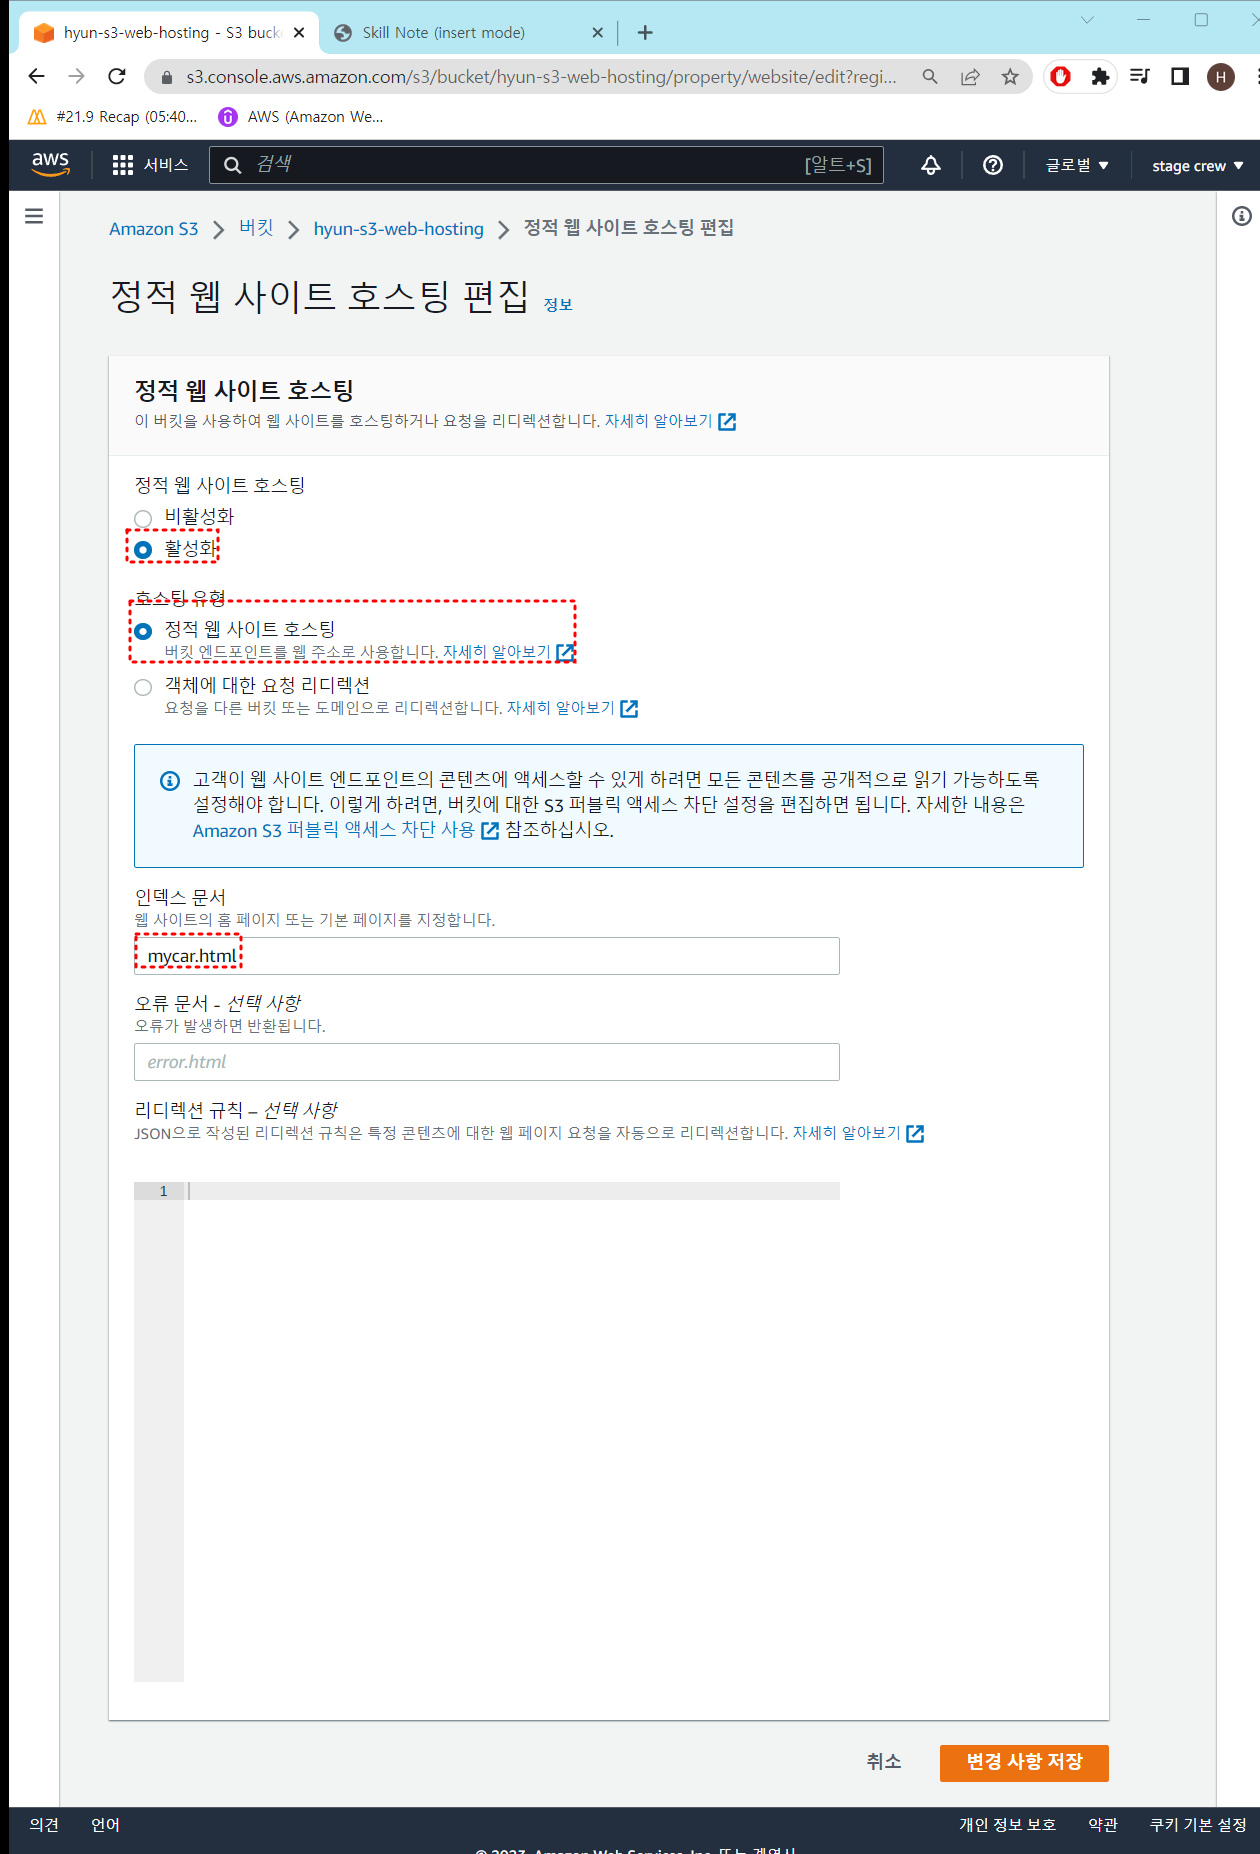 hyun-s3-web-hosting - S3 buck
Skill Note (insert mode)
s3.console.aws.amazon.com/s3/bucket/hyun-s3-web-hosting/property/website/edit?regi...
H
#21.9 Recap (05:40...
AWS (Amazon We...
aws
서비스
검색
[알트+S]
글로벌
stage crew
Amazon S3
버킷
hyun-s3-web-hosting
정적 웹 사이트 호스팅 편집
정적 웹 사이트 호스팅 편집 정보
정적 웹 사이트 호스팅
이 버킷을 사용하여 웹 사이트를 호스팅하거나 요청을 리디렉션합니다. 자세히 알아보기
정적 웹 사이트 호스팅
비활성화
활성화
호스팅 유형
정적 웹 사이트 호스팅
버킷 엔드포인트를 웹 주소로 사용합니다. 자세히 알아보기
객체에 대한 요청 리디렉션
요청을 다른 버킷 또는 도메인으로 리디렉션합니다. 자세히 알아보기
고객이 웹 사이트 엔드포인트의 콘텐츠에 액세스할 수 있게 하려면 모든 콘텐츠를 공개적으로 읽기 가능하도록
설정해야 합니다. 이렇게 하려면, 버킷에 대한 S3 퍼블릭 액세스 차단 설정을 편집하면 됩니다. 자세한 내용은
Amazon S3 퍼블릭 액세스 차단 사용 참조하십시오.
인덱스 문서
웹 사이트의 홈 페이지 또는 기본 페이지를 지정합니다.
mycar.html
오류 문서 - 선택 사항
오류가 발생하면 반환됩니다.
error.html
리디렉션 규칙 – 선택 사항
JSON으로 작성된 리디렉션 규칙은 특정 콘텐츠에 대한 웹 페이지 요청을 자동으로 리디렉션합니다. 자세히 알아보기
1
취소
변경 사항 저장
의견
언어
개인 정보 보호
약관
쿠키 기본 설정
© 2023, Amazon Web Services, Inc. 또는 계열사.